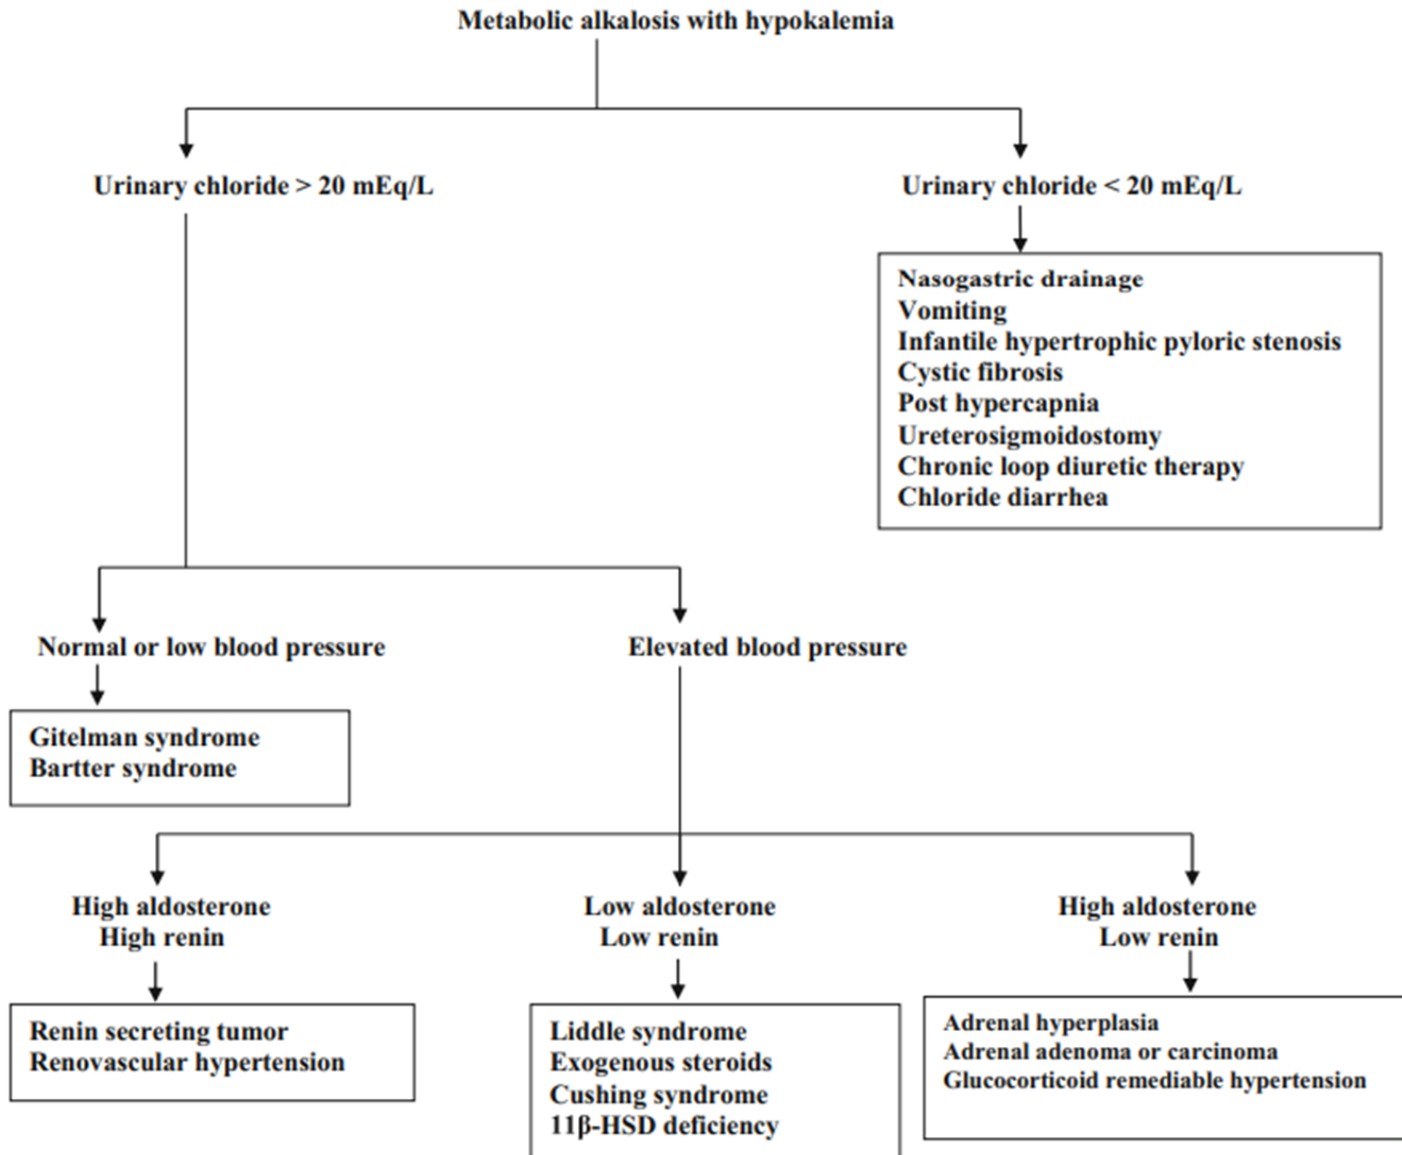 Metabolic alkalosis with hypokalemia
Urinary chloride > 20 mEq/L
Urinary chloride < 20 mEq/L
Nasogastric drainage
Vomiting
Infantile hypertrophic pyloric stenosis
Cystic fibrosis
Post hypercapnia
Ureterosigmoidostomy
Chronic loop diuretic therapy
Chloride diarrhea
Normal or low blood pressure
Elevated blood pressure
Gitelman syndrome
Bartter syndrome
High aldosterone
High renin
Low aldosterone
Low renin
High aldosterone
Low renin
Renin secreting tumor
Renovascular hypertension
Liddle syndrome
Exogenous steroids
Cushing syndrome
11β-HSD deficiency
Adrenal hyperplasia
Adrenal adenoma or carcinoma
Glucocorticoid remediable hypertension